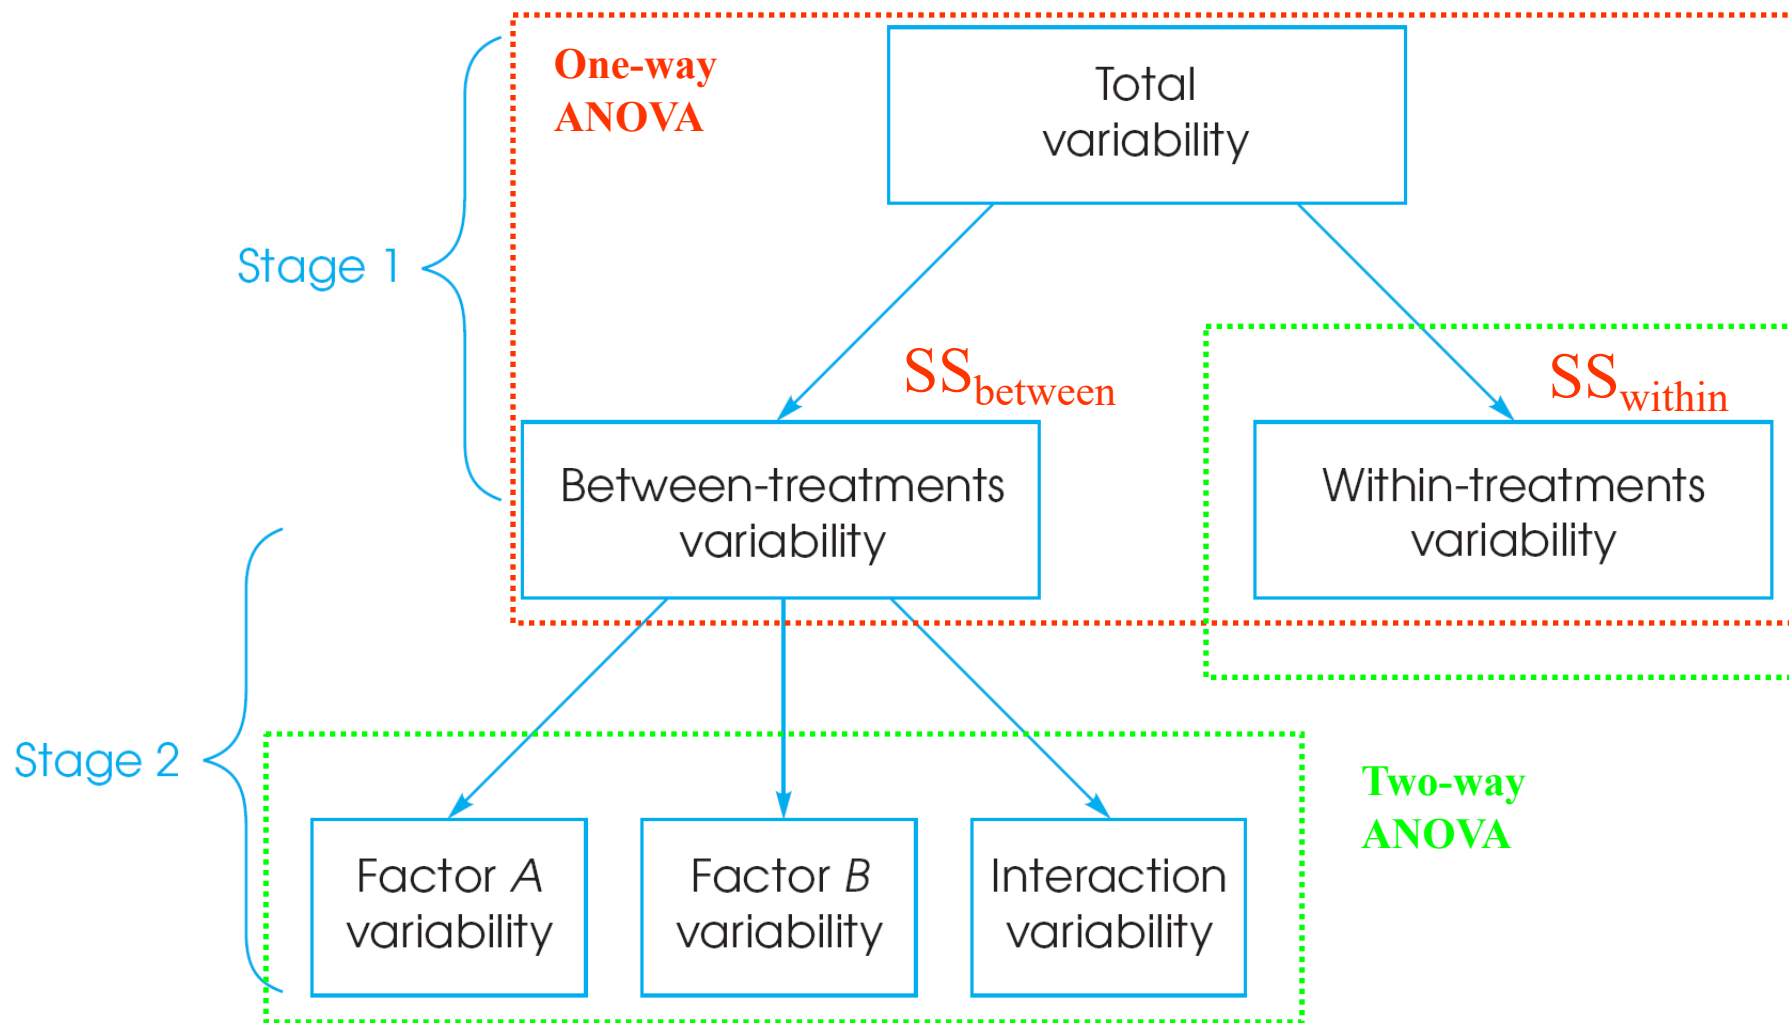 One-way
ANOVA
Total
variability
Stage 1
SSbetween
SSwithin
Between-treatments
variability
Within-treatments
variability
Stage 2
Two-way
ANOVA
Factor A
variability
Factor B
variability
Interaction
variability